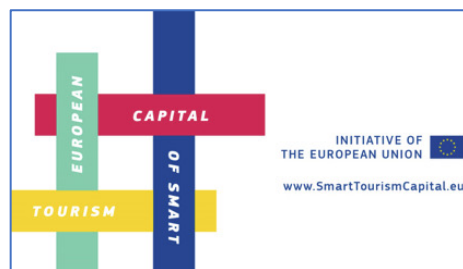 EUROPEAN
CAPITAL
OF SMART
TOURISM
INITIATIVE OF
THE EUROPEAN UNION
www.SmartTourismCapital.eu